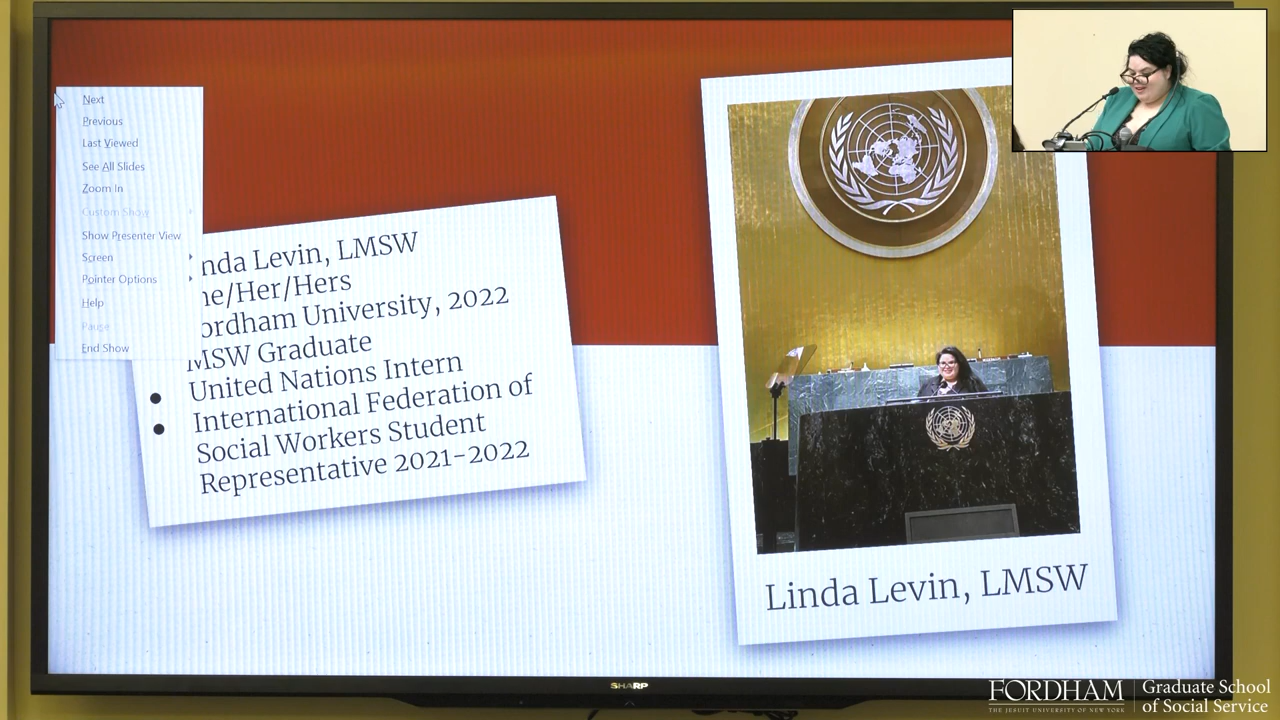 Next
Previous
Last Viewed
See All Slides
Zoom In
Custom Show
Show Presenter View
Screen
Pointer Options
Help
Pause
End Show
nda Levin, LMSW
he/Her/Hers
ordham University, 2022
MSW Graduate
United Nations Intern
International Federation of
Social Workers Student
Representative 2021-2022
Linda Levin, LMSW
SHARP
FORDHAM
THE JESUIT UNIVERSITY OF NEW YORK
Graduate School
of Social Service